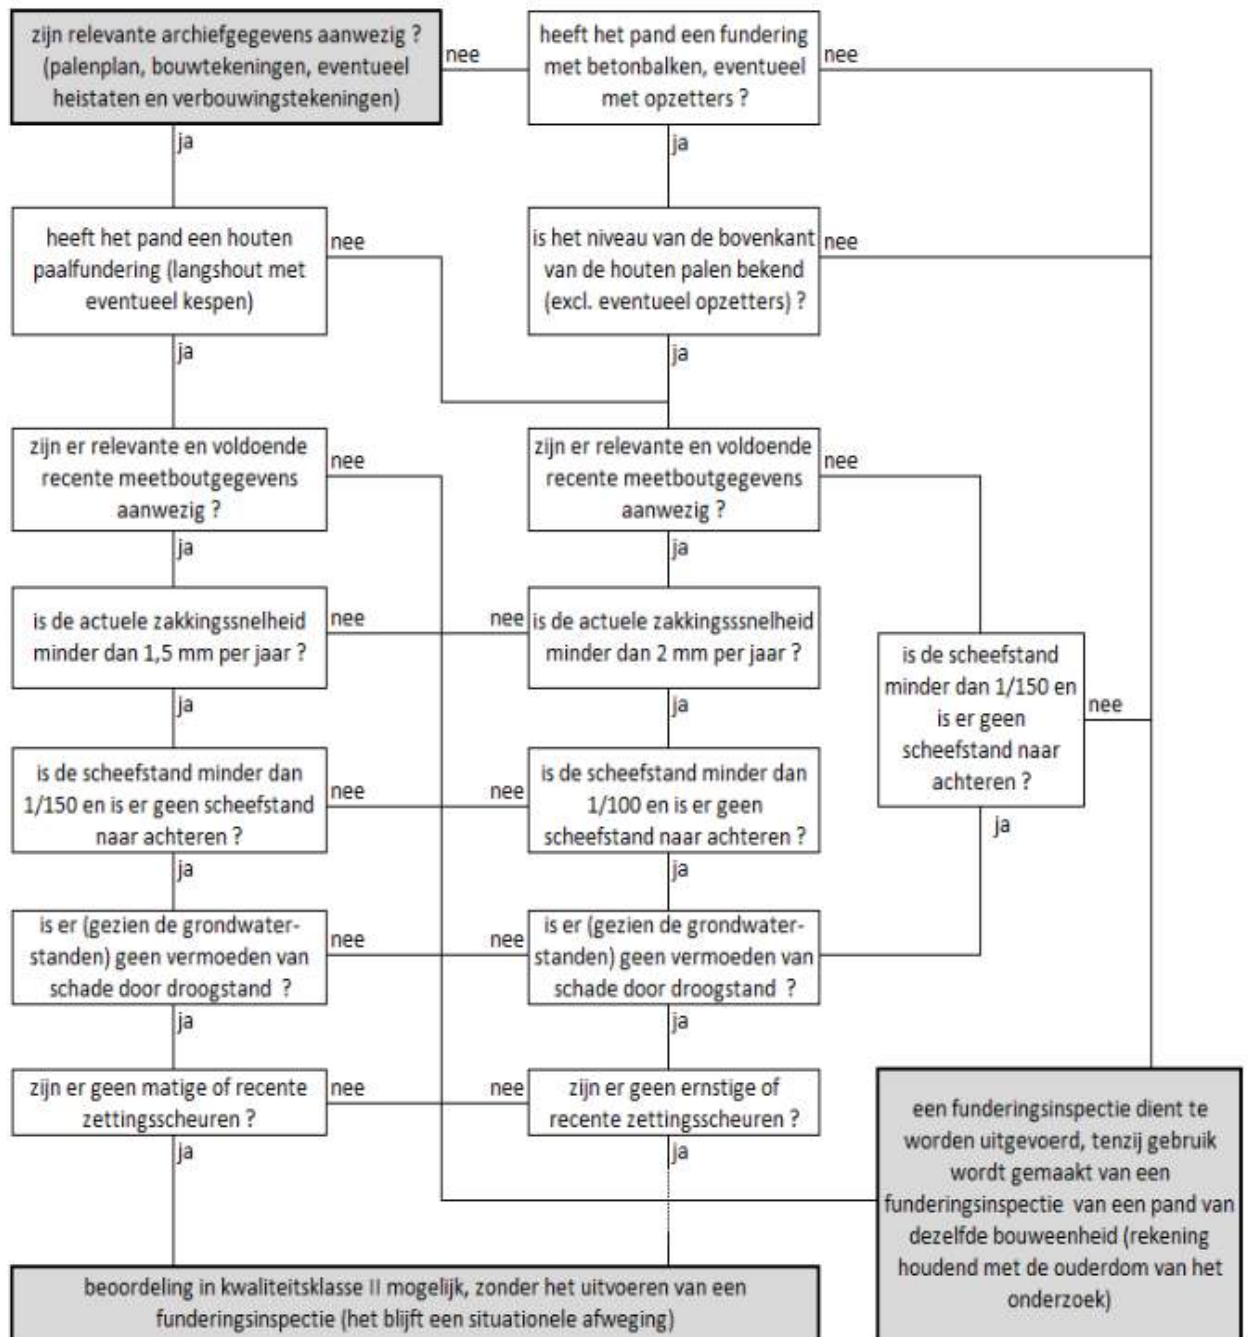 zijn relevante archiefgegevens aanwezig ?
(palenplan, bouwtekeningen, eventueel
heistaten en verbouwingstekeningen)
nee
heeft het pand een fundering
met betonbalken, eventueel
met opzetters ?
nee
ja
ja
heeft het pand een houten
paalfundering (langshout met
eventueel kespen)
nee
is het niveau van de bovenkant
van de houten palen bekend
(excl. eventueel opzetters) ?
nee
ja
ja
zijn er relevante en voldoende
recente meetboutgegevens
aanwezig ?
nee
zijn er relevante en voldoende
recente meetboutgegevens
aanwezig ?
nee
ja
ja
is de actuele zakkingssnelheid
minder dan 1,5 mm per jaar ?
nee
nee
is de actuele zakkingsssnelheid
minder dan 2 mm per jaar ?
is de scheefstand
minder dan 1/150 en
is er geen
scheefstand naar
achteren ?
nee
ja
ja
ja
is de scheefstand minder dan
1/150 en is er geen scheefstand
naar achteren ?
nee
nee
is de scheefstand minder dan
1/100 en is er geen
scheefstand naar achteren ?
ja
ja
is er (gezien de grondwater-
standen) geen vermoeden van
schade door droogstand ?
nee
nee
is er (gezien de grondwater-
standen) geen vermoeden van
schade door droogstand ?
ja
ja
zijn er geen matige of recente
zettingsscheuren ?
nee
nee
zijn er geen ernstige of
recente zettingsscheuren ?
ja
ja
een funderingsinspectie dient te
worden uitgevoerd, tenzij gebruik
wordt gemaakt van een
funderingsinspectie van een pand van
dezelfde bouweenheid (rekening
houdend met de ouderdom van het
onderzoek)
beoordeling in kwaliteitsklasse II mogelijk, zonder het uitvoeren van een
funderingsinspectie (het blijft een situationele afweging)